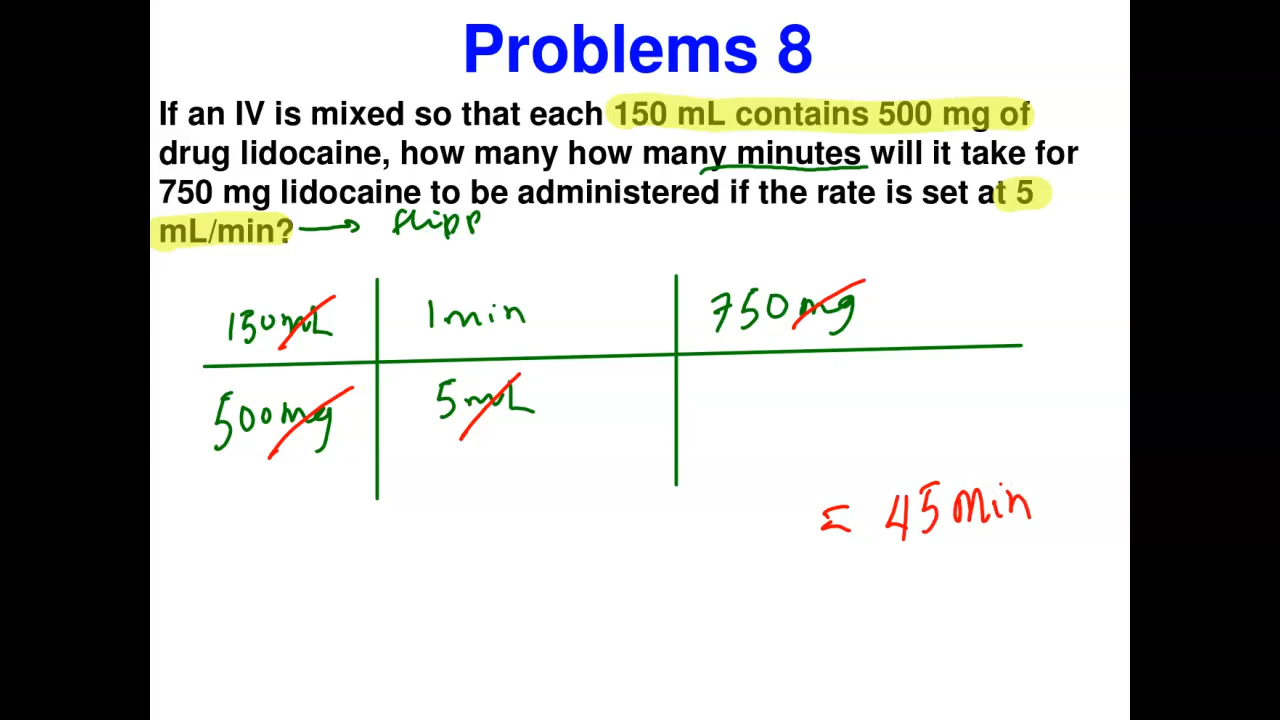 Problems 8
If an IV is mixed so that each 150 mL contains 500 mg of
drug lidocaine, how many how many minutes will it take for
750 mg lidocaine to be administered if the rate is set at 5
mL/min? → flipp
150mL 1min 750mg
500mg 5mL
= 45 min